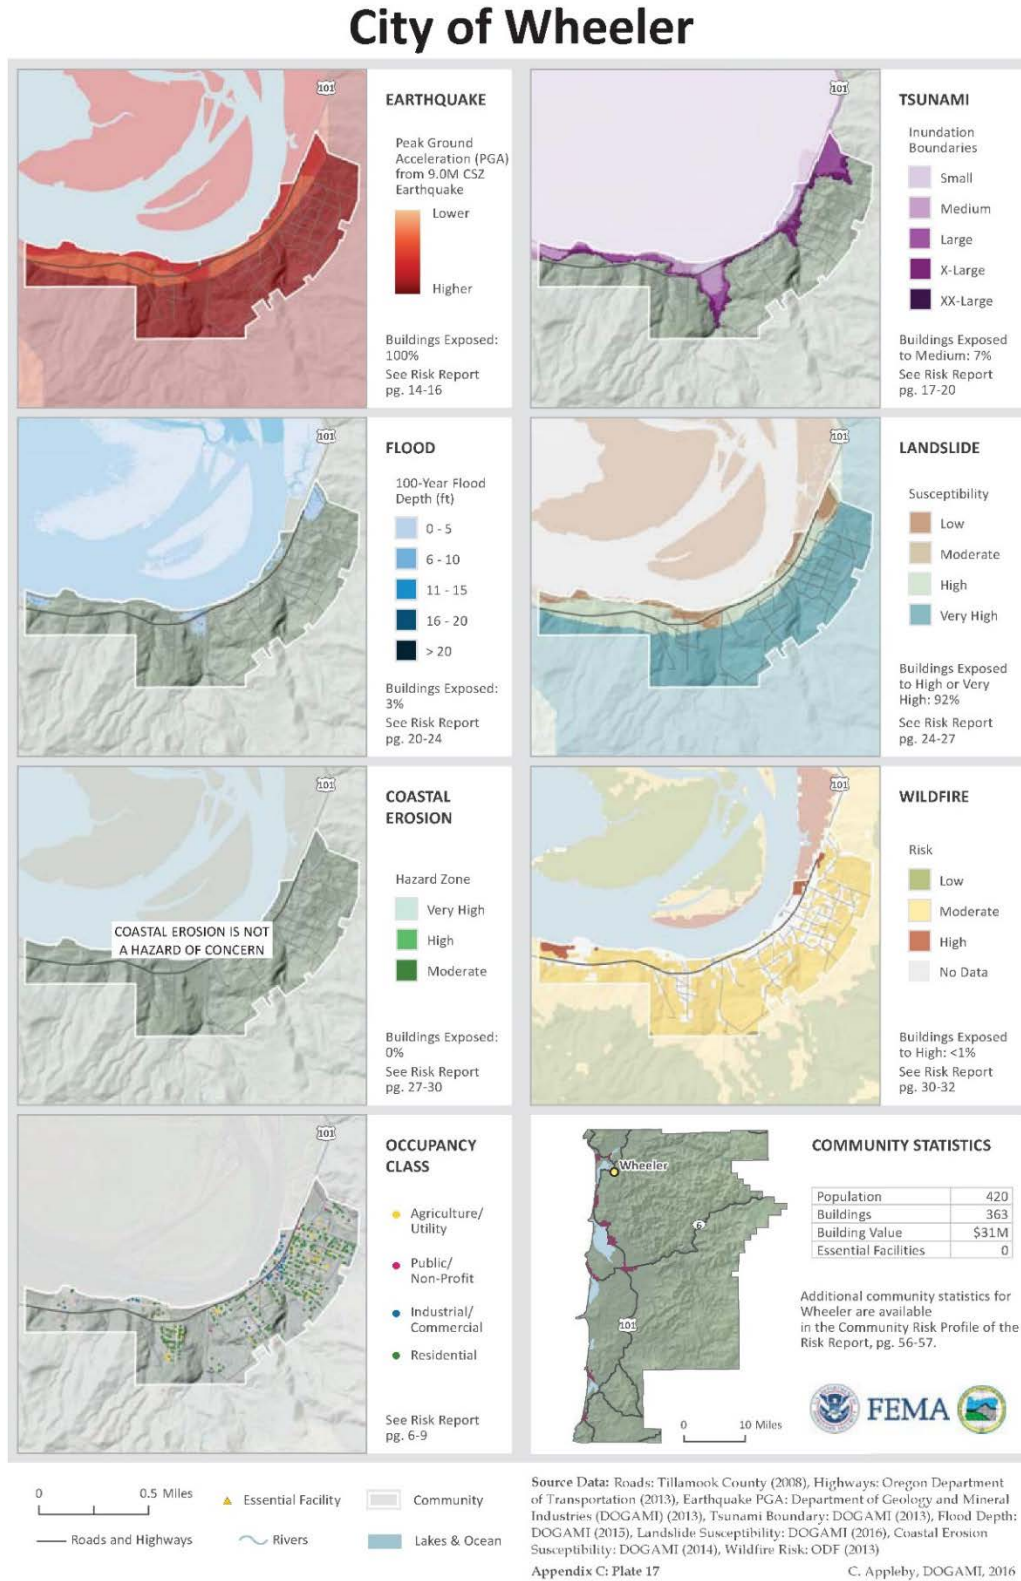 City of Wheeler
101
EARTHQUAKE
Peak Ground
Acceleration (PGA)
from 9.0M CSZ
Earthquake
Lower
Higher
Buildings Exposed:
100%
See Risk Report
pg. 14-16
101
TSUNAMI
Inundation
Boundaries
Small
Medium
Large
X-Large
XX-Large
Buildings Exposed
to Medium: 7%
See Risk Report
pg. 17-20
101
FLOOD
100-Year Flood
Depth (ft)
0 - 5
6 - 10
11 - 15
16 - 20
> 20
Buildings Exposed:
3%
See Risk Report
pg. 20-24
101
LANDSLIDE
Susceptibility
Low
Moderate
High
Very High
Buildings Exposed
to High or Very
High: 92%
See Risk Report
pg. 24-27
101
COASTAL EROSION IS NOT
A HAZARD OF CONCERN
COASTAL
EROSION
Hazard Zone
Very High
High
Moderate
Buildings Exposed:
0%
See Risk Report
pg. 27-30
101
WILDFIRE
Risk
Low
Moderate
High
No Data
Buildings Exposed
to High: <1%
See Risk Report
pg. 30-32
101
OCCUPANCY
CLASS
Agriculture/
Utility
Public/
Non-Profit
Industrial/
Commercial
Residential
See Risk Report
pg. 6-9
Wheeler
6
101
0 10 Miles
COMMUNITY STATISTICS
Population 420
Buildings 363
Building Value $31M
Essential Facilities 0
Additional community statistics for
Wheeler are available
in the Community Risk Profile of the
Risk Report, pg. 56-57.
FEMA
0 0.5 Miles
Essential Facility
Community
Roads and Highways
Rivers
Lakes & Ocean
Source Data: Roads: Tillamook County (2008), Highways: Oregon Department
of Transportation (2013), Earthquake PGA: Department of Geology and Mineral
Industries (DOGAMI) (2013), Tsunami Boundary: DOGAMI (2013), Flood Depth:
DOGAMI (2015), Landslide Susceptibility: DOGAMI (2016), Coastal Erosion
Susceptibility: DOGAMI (2014), Wildfire Risk: ODF (2013)
Appendix C: Plate 17 C. Appleby, DOGAMI, 2016